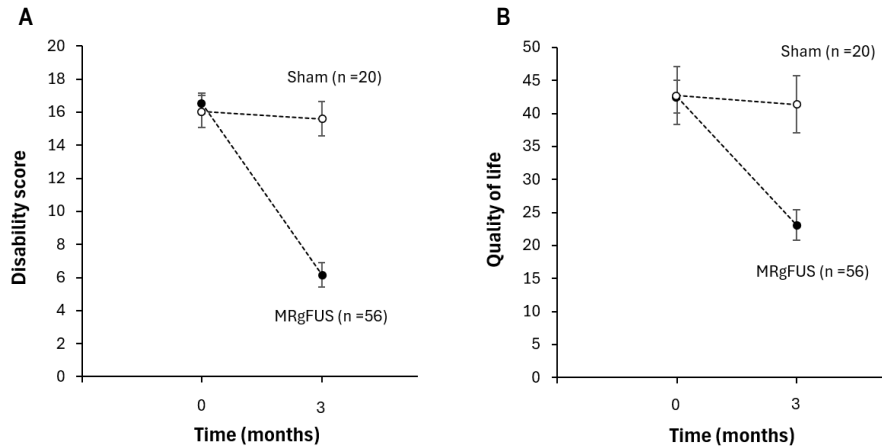 A
Disability score
20
18
16
14
12
10
8
6
4
2
0
Sham (n =20)
MRgFUS (n =56)
0 3
Time (months)
B
Quality of life
50
45
40
35
30
25
20
15
10
5
0
Sham (n =20)
MRgFUS (n =56)
0 3
Time (months)